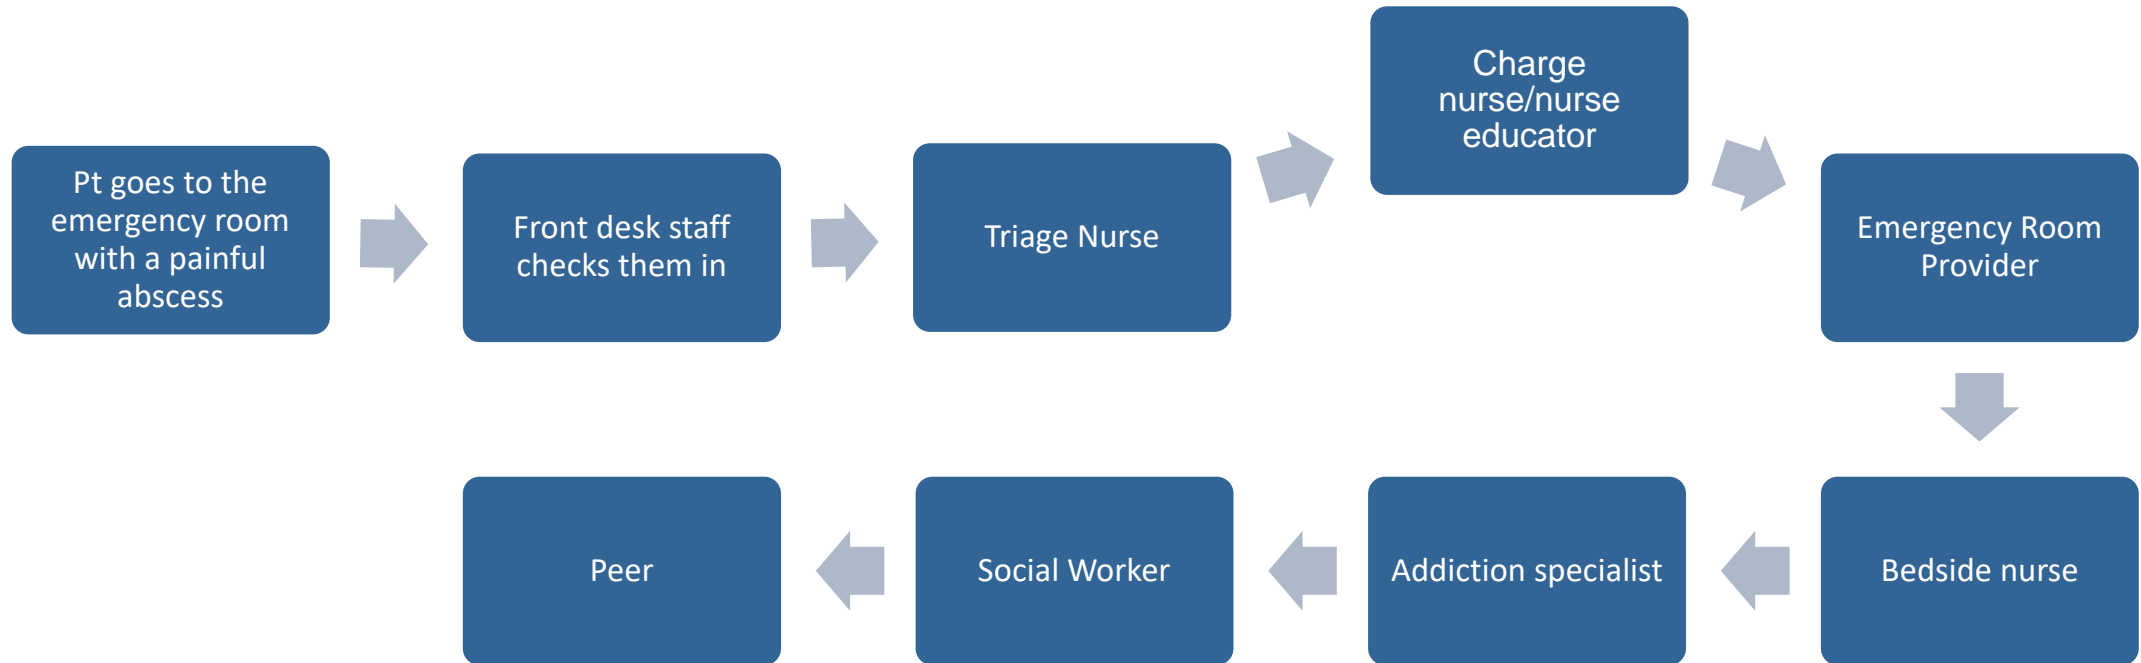 Pt goes to the
emergency room
with a painful
abscess
Front desk staff
checks them in
Triage Nurse
Charge
nurse/nurse
educator
Emergency Room
Provider
Bedside nurse
Addiction specialist
Social Worker
Peer